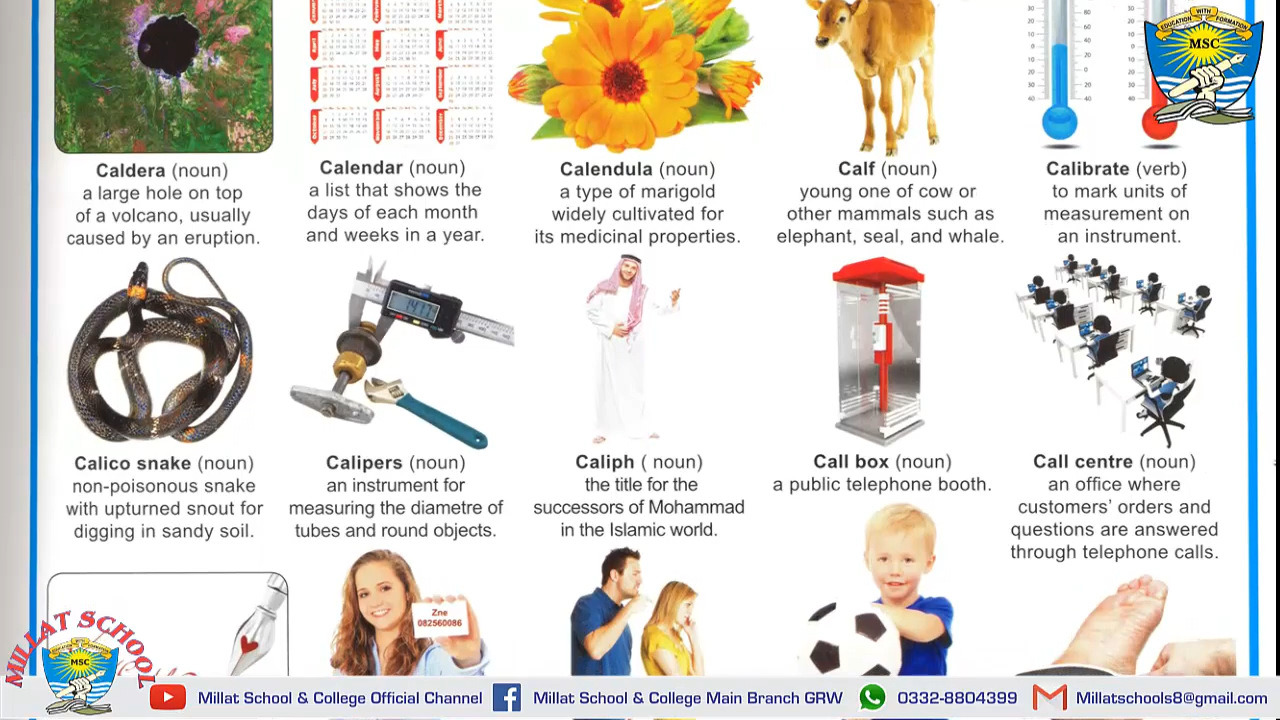 EDUCATION WITH FORMATION
MSC
Caldera (noun)
a large hole on top
of a volcano, usually
caused by an eruption.
Calendar (noun)
a list that shows the
days of each month
and weeks in a year.
Calendula (noun)
a type of marigold
widely cultivated for
its medicinal properties.
Calf (noun)
young one of cow or
other mammals such as
elephant, seal, and whale.
Calibrate (verb)
to mark units of
measurement on
an instrument.
Calico snake (noun)
non-poisonous snake
with upturned snout for
digging in sandy soil.
Calipers (noun)
an instrument for
measuring the diametre of
tubes and round objects.
Caliph ( noun)
the title for the
successors of Mohammad
in the Islamic world.
Call box (noun)
a public telephone booth.
Call centre (noun)
an office where
customers' orders and
questions are answered
through telephone calls.
Zne
082560086
MILLAT SCHOOL
MSC
Millat School & College Official Channel
Millat School & College Main Branch GRW
0332-8804399
Millatschools8@gmail.com